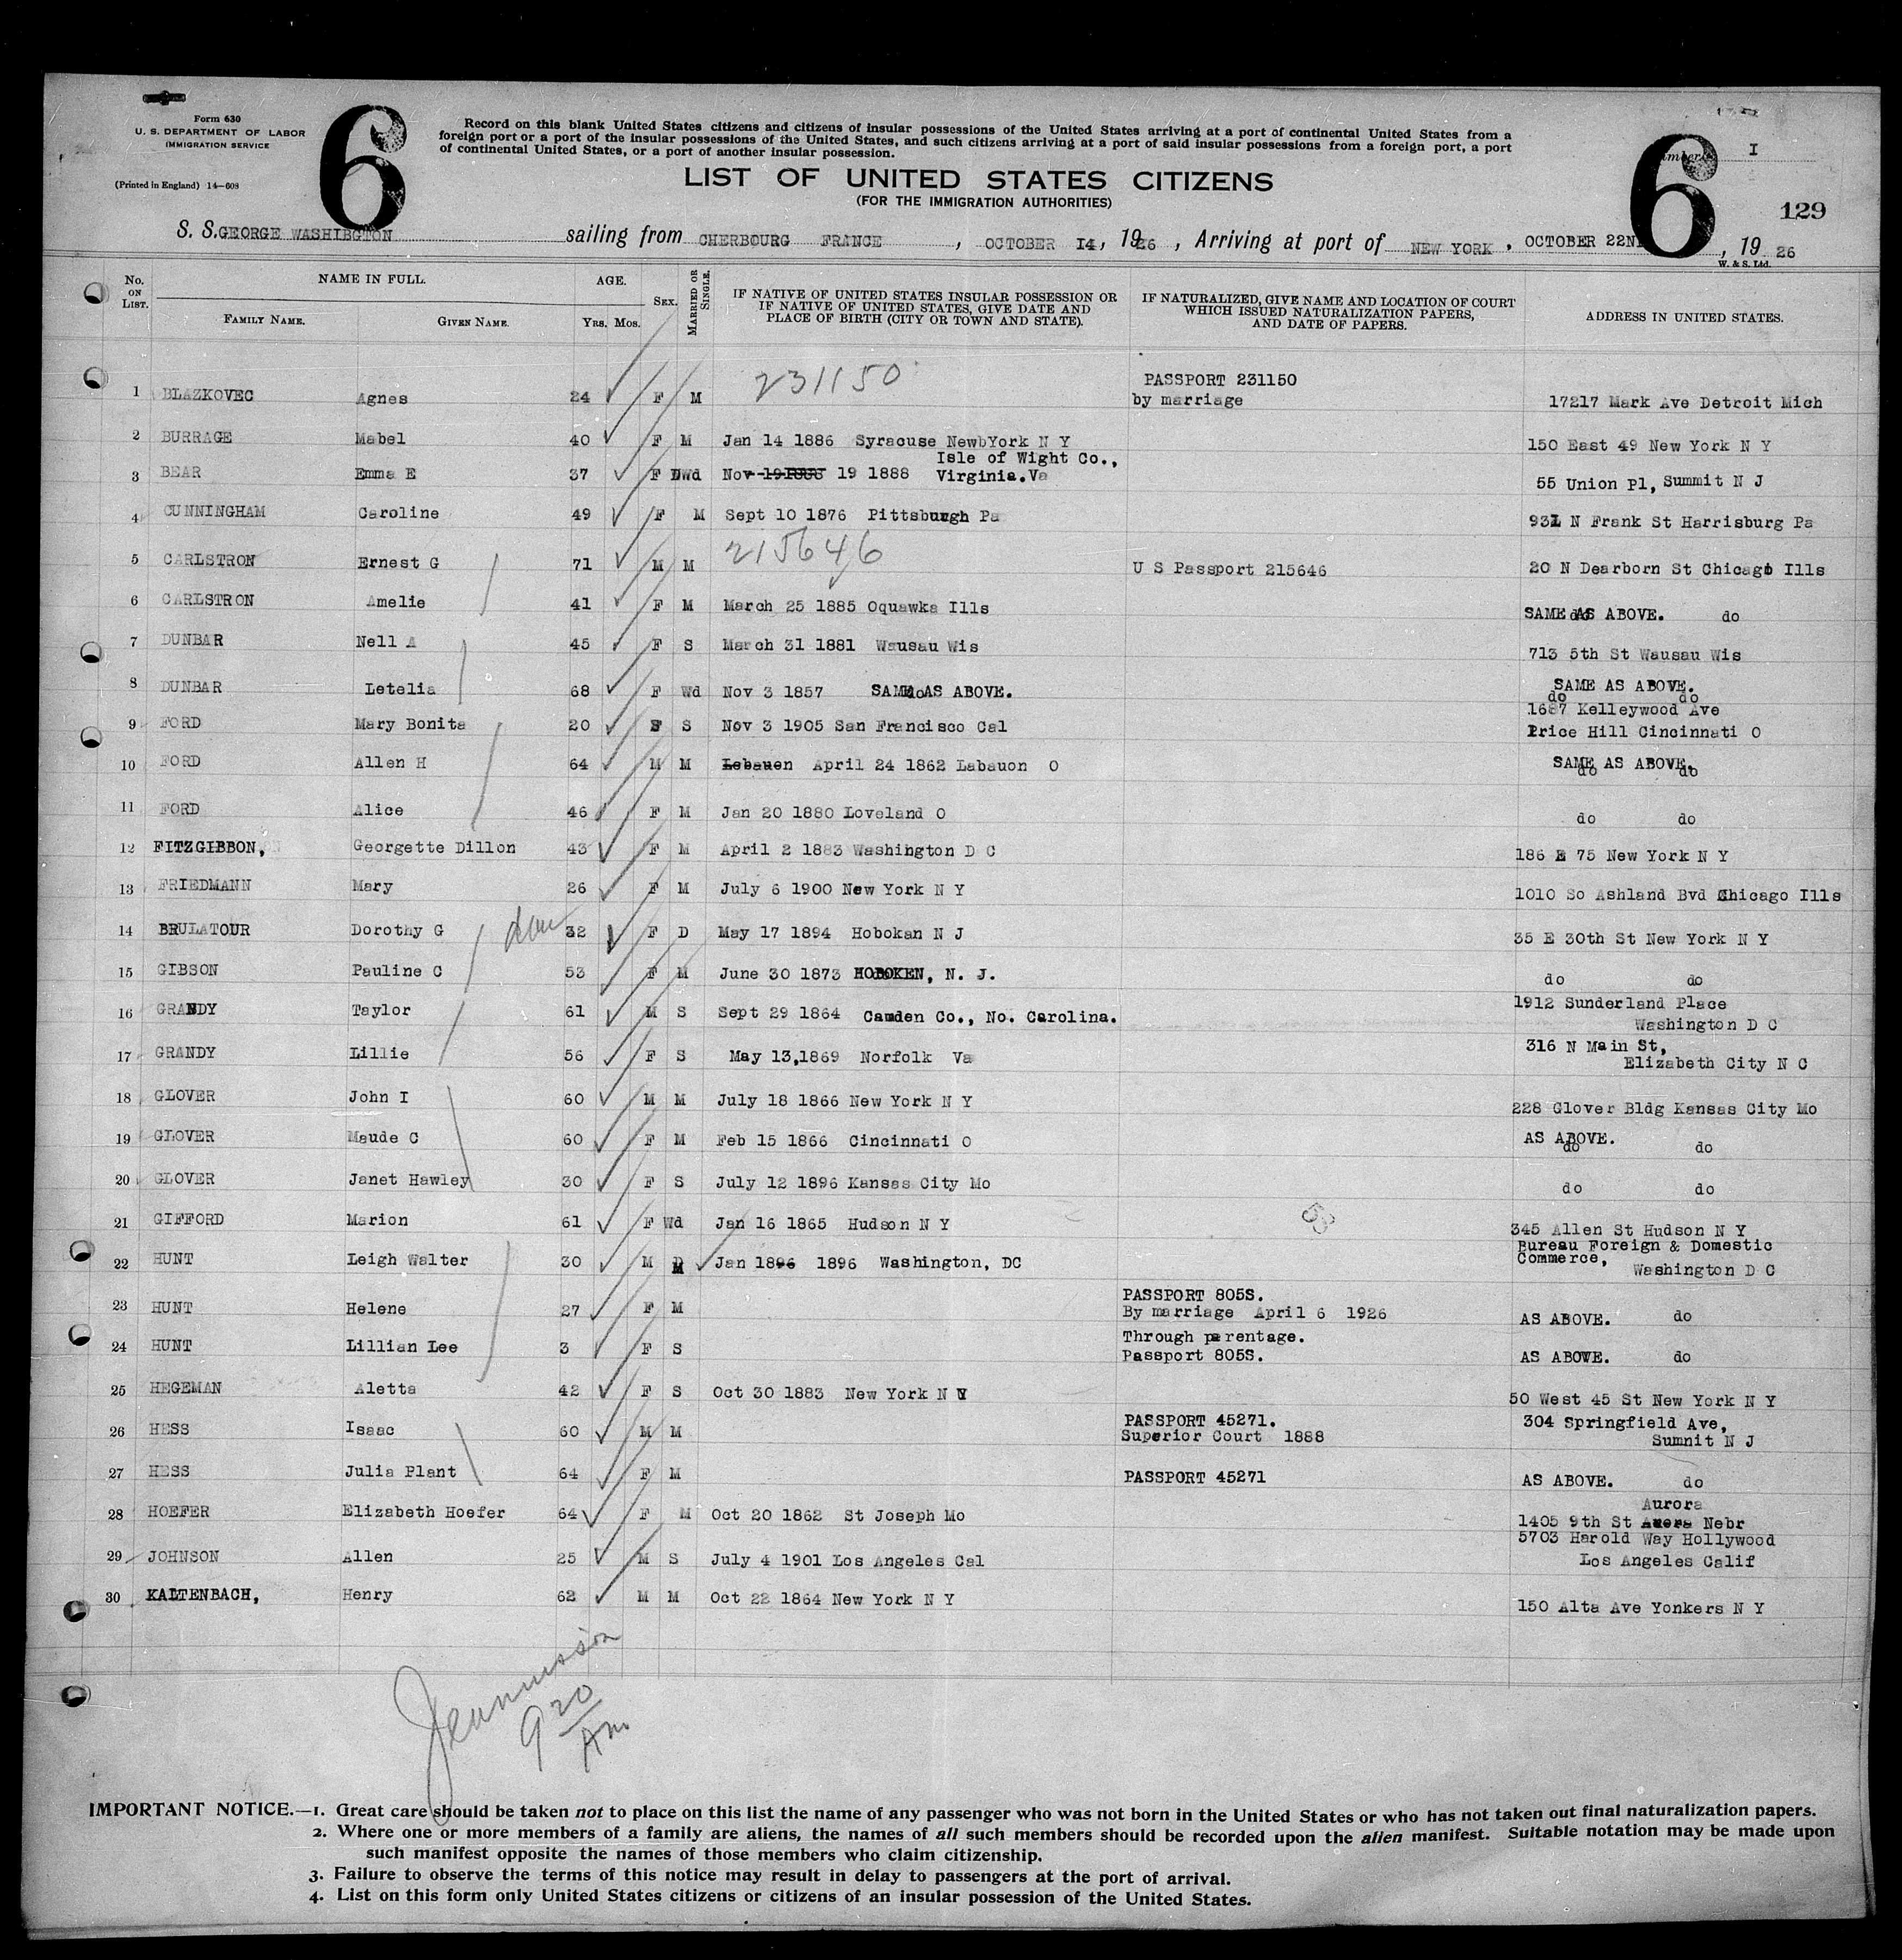 Form 630
U. S. DEPARTMENT OF LABOR
IMMIGRATION SERVICE
(Printed in England) 14—608
6
Record on this blank United States citizens and citizens of insular possessions of the United States arriving at a port of continental United States from a
foreign port or a port of the insular possessions of the United States, and such citizens arriving at a port of said insular possessions from a foreign port, a port
of continental United States, or a port of another insular possession.
6
I
LIST OF UNITED STATES CITIZENS
(FOR THE IMMIGRATION AUTHORITIES)
129
S. S. GEORGE WASHIBGTON sailing from CHERBOURG FRANCE , OCTOBER I4, 1926 , Arriving at port of NEW YORK , OCTOBER 22N , 19 26
W. & S. Ltd.
No. ON LIST. NAME IN FULL. AGE. SEX. MARRIED OR SINGLE. IF NATIVE OF UNITED STATES INSULAR POSSESSION OR IF NATIVE OF UNITED STATES, GIVE DATE AND PLACE OF BIRTH (CITY OR TOWN AND STATE). IF NATURALIZED, GIVE NAME AND LOCATION OF COURT WHICH ISSUED NATURALIZATION PAPERS, AND DATE OF PAPERS. ADDRESS IN UNITED STATES.
FAMILY NAME. GIVEN NAME. YRS. MOS.
231150 PASSPORT 231150
1 BLAZKOVEC Agnes 24 F M by marriage 17217 Mark Ave Detroit Mich
2 BURRAGE Mabel 40 F M Jan 14 1886 Syracuse NewbYork N Y 150 East 49 New York N Y
Isle of Wight Co.,
3 BEAR Emma E 37 F Wd Nov 191888 19 1888 Virginia.Va 55 Union Pl, Summit N J
4 CUNNINGHAM Caroline 49 F M Sept 10 1876 Pittsburgh Pa 931 N Frank St Harrisburg Pa
215646
5 CARLSTRON Ernest G 71 M M U S Passport 215646 20 N Dearborn St Chicago Ills
6 CARLSTRON Amelie 41 F M March 25 1885 Oquawka Ills SAME AS ABOVE. do do
7 DUNBAR Nell A 45 F S March 31 1881 Wausau Wis 713 5th St Wausau Wis
8 DUNBAR Letelia 68 F Wd Nov 3 1857 SAME AS ABOVE. do SAME AS ABOVE.
do do
1687 Kelleywood Ave
9 FORD Mary Bonita 20 F S Nov 3 1905 San Francisco Cal Price Hill Cincinnati O
10 FORD Allen H 64 M M Lebauen April 24 1862 Labauon O SAME AS ABOVE. do do
11 FORD Alice 46 F M Jan 20 1880 Loveland O do do
12 FITZGIBBON, Georgette Dillon 43 F M April 2 1883 Washington D C 186 E 75 New York N Y
13 FRIEDMANN Mary 26 F M July 6 1900 New York N Y 1010 So Ashland Bvd Chicago Ills
14 BRULATOUR Dorothy G 32 F D May 17 1894 Hobokan N J 35 E 30th St New York N Y
15 GIBSON Pauline C 53 F M June 30 1873 HOBOKEN, N. J. do do
1912 Sunderland Place
16 GRANDY Taylor 61 M S Sept 29 1864 Camden Co., No. Carolina. Washington D C
316 N Main St,
17 GRANDY Lillie 56 F S May 13,1869 Norfolk Va Elizabeth City N C
18 GLOVER John I 60 M M July 18 1866 New York N Y 228 Glover Bldg Kansas City Mo
19 GLOVER Maude C 60 F M Feb 15 1866 Cincinnati O AS ABOVE. do do
20 GLOVER Janet Hawley 30 F S July 12 1896 Kansas City Mo do do
21 GIFFORD Marion 61 F Wd Jan 16 1865 Hudson N Y 345 Allen St Hudson N Y
Bureau Foreign & Domestic
22 HUNT Leigh Walter 30 M M Jan 1896 1896 Washington, DC Commerce,
Washington D C
PASSPORT 805S.
23 HUNT Helene 27 F M By marriage April 6 1926 AS ABOVE. do
Through parentage.
24 HUNT Lillian Lee 3 F S Passport 805S. AS ABOVE. do
25 HEGEMAN Aletta 42 F S Oct 30 1883 New York N Y 50 West 45 St New York N Y
PASSPORT 45271. 304 Springfield Ave,
26 HESS Isaac 60 M M Superior Court 1888 Sumnit N J
27 HESS Julia Plant 64 F M PASSPORT 45271 AS ABOVE. do
Aurora
28 HOEFER Elizabeth Hoefer 64 F M Oct 20 1862 St Joseph Mo 1405 9th St Nebr
5703 Harold Way Hollywood
29 JOHNSON Allen 25 M S July 4 1901 Los Angeles Cal Los Angeles Calif
30 KALTENBACH, Henry 62 M M Oct 22 1864 New York N Y 150 Alta Ave Yonkers N Y
9 20
AM
IMPORTANT NOTICE.—1. Great care should be taken not to place on this list the name of any passenger who was not born in the United States or who has not taken out final naturalization papers.
2. Where one or more members of a family are aliens, the names of all such members should be recorded upon the alien manifest. Suitable notation may be made upon
such manifest opposite the names of those members who claim citizenship.
3. Failure to observe the terms of this notice may result in delay to passengers at the port of arrival.
4. List on this form only United States citizens or citizens of an insular possession of the United States.